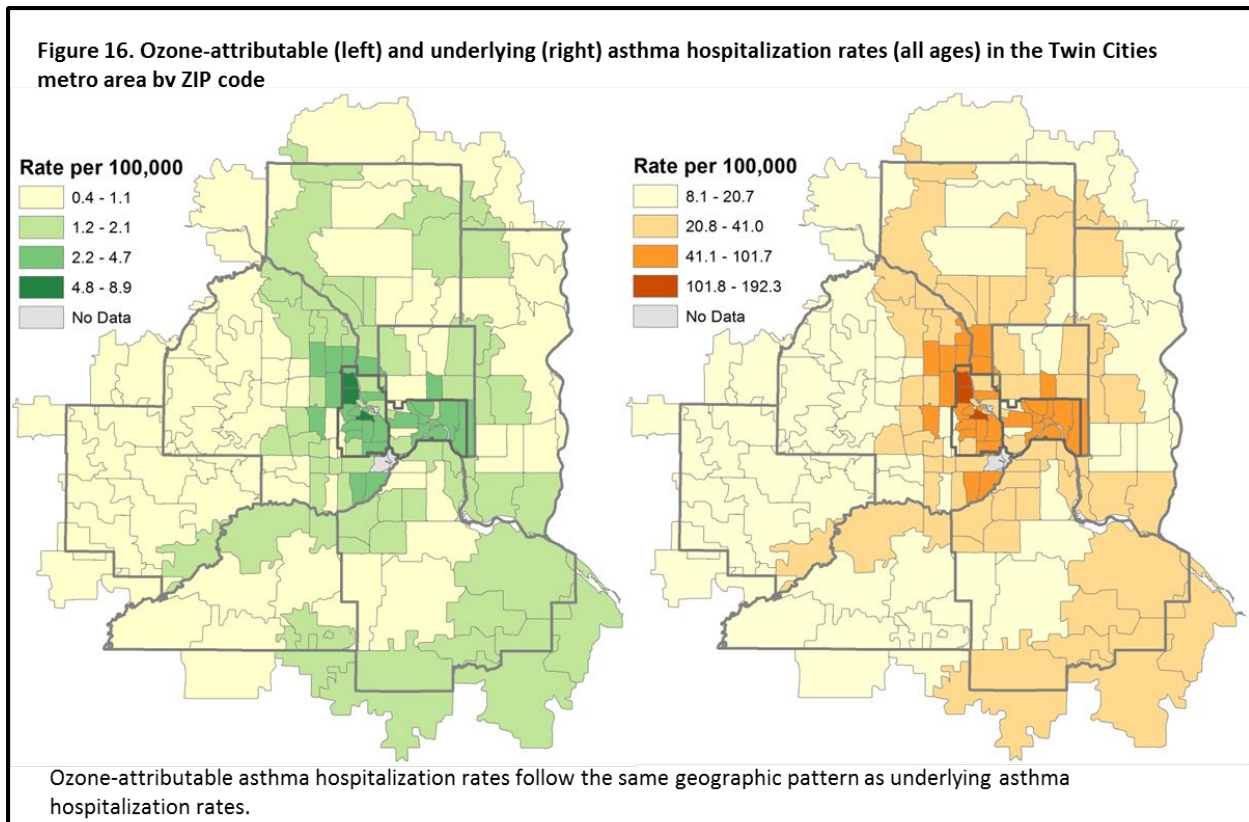 Figure 16. Ozone-attributable (left) and underlying (right) asthma hospitalization rates (all ages) in the Twin Cities
metro area by ZIP code
Rate per 100,000
0.4 - 1.1
1.2 - 2.1
2.2 - 4.7
4.8 - 8.9
No Data
Rate per 100,000
8.1 - 20.7
20.8 - 41.0
41.1 - 101.7
101.8 - 192.3
No Data
Ozone-attributable asthma hospitalization rates follow the same geographic pattern as underlying asthma
hospitalization rates.